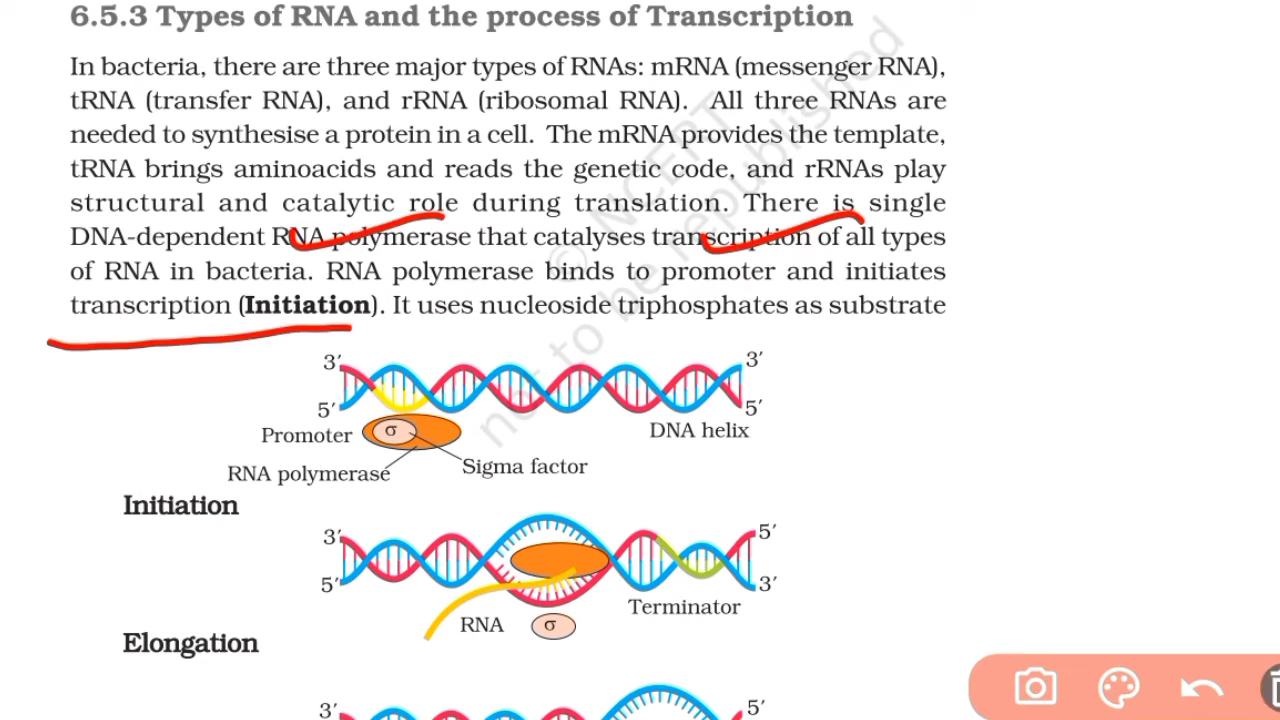 6.5.3 Types of RNA and the process of Transcription
In bacteria, there are three major types of RNAs: mRNA (messenger RNA),
tRNA (transfer RNA), and rRNA (ribosomal RNA). All three RNAs are
needed to synthesise a protein in a cell. The mRNA provides the template,
tRNA brings aminoacids and reads the genetic code, and rRNAs play
structural and catalytic role during translation. There is single
DNA-dependent RNA polymerase that catalyses transcription of all types
of RNA in bacteria. RNA polymerase binds to promoter and initiates
transcription (Initiation). It uses nucleoside triphosphates as substrate
© NCERT
not to be republished
3′ 3′
5′ 5′
Promoter σ DNA helix
RNA polymerase Sigma factor
Initiation
3′ 5′
5′ 3′
Terminator
RNA σ
Elongation
3′ 5′